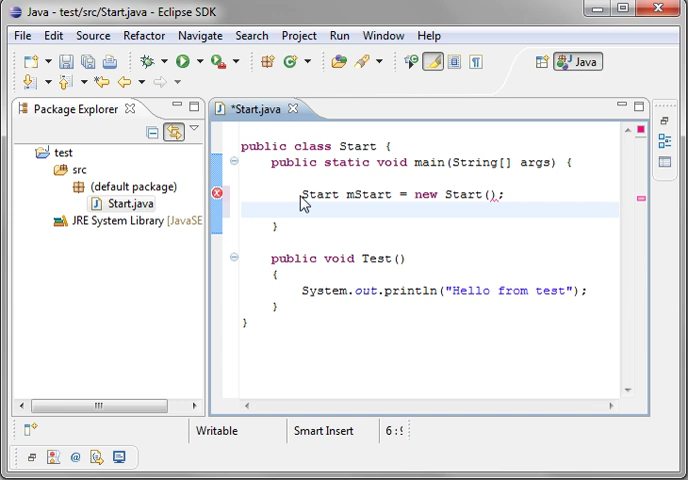 Java - test/src/Start.java - Eclipse SDK
File Edit Source Refactor Navigate Search Project Run Window Help
Java
Package Explorer
*Start.java
test
src
(default package)
Start.java
JRE System Library [JavaSE
public class Start {
public static void main(String[] args) {
Start mStart = new Start();
}
public void Test()
{
System.out.println("Hello from test");
}
}
Writable Smart Insert 6:9